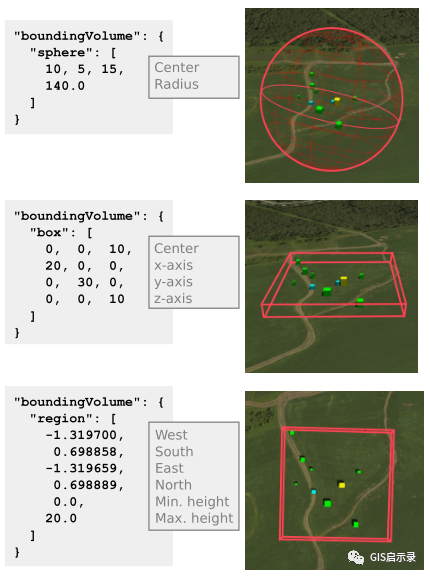 "boundingVolume": {
"sphere": [
10, 5, 15, Center
140.0 Radius
]
}
"boundingVolume": {
"box": [
0, 0, 10, Center
20, 0, 0, x-axis
0, 30, 0, y-axis
0, 0, 10 z-axis
]
}
"boundingVolume": {
"region": [
-1.319700, West
0.698858, South
-1.319659, East
0.698889, North
0.0, Min. height
20.0 Max. height
]
}
GIS启示录